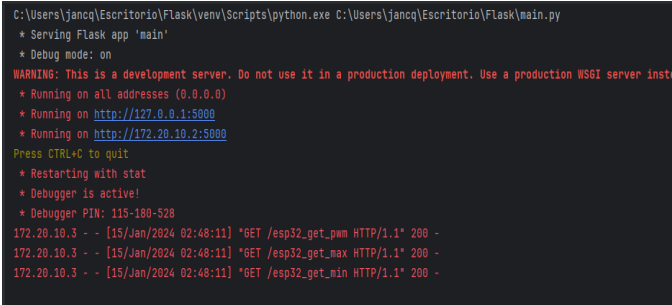 C:\Users\jancq\Escritorio\Flask\venv\Scripts\python.exe C:\Users\jancq\Escritorio\Flask\main.py
* Serving Flask app 'main'
* Debug mode: on
WARNING: This is a development server. Do not use it in a production deployment. Use a production WSGI server inste
* Running on all addresses (0.0.0.0)
* Running on http://127.0.0.1:5000
* Running on http://172.20.10.2:5000
Press CTRL+C to quit
* Restarting with stat
* Debugger is active!
* Debugger PIN: 115-180-528
172.20.10.3 - - [15/Jan/2024 02:48:11] "GET /esp32_get_pwm HTTP/1.1" 200 -
172.20.10.3 - - [15/Jan/2024 02:48:11] "GET /esp32_get_max HTTP/1.1" 200 -
172.20.10.3 - - [15/Jan/2024 02:48:11] "GET /esp32_get_min HTTP/1.1" 200 -